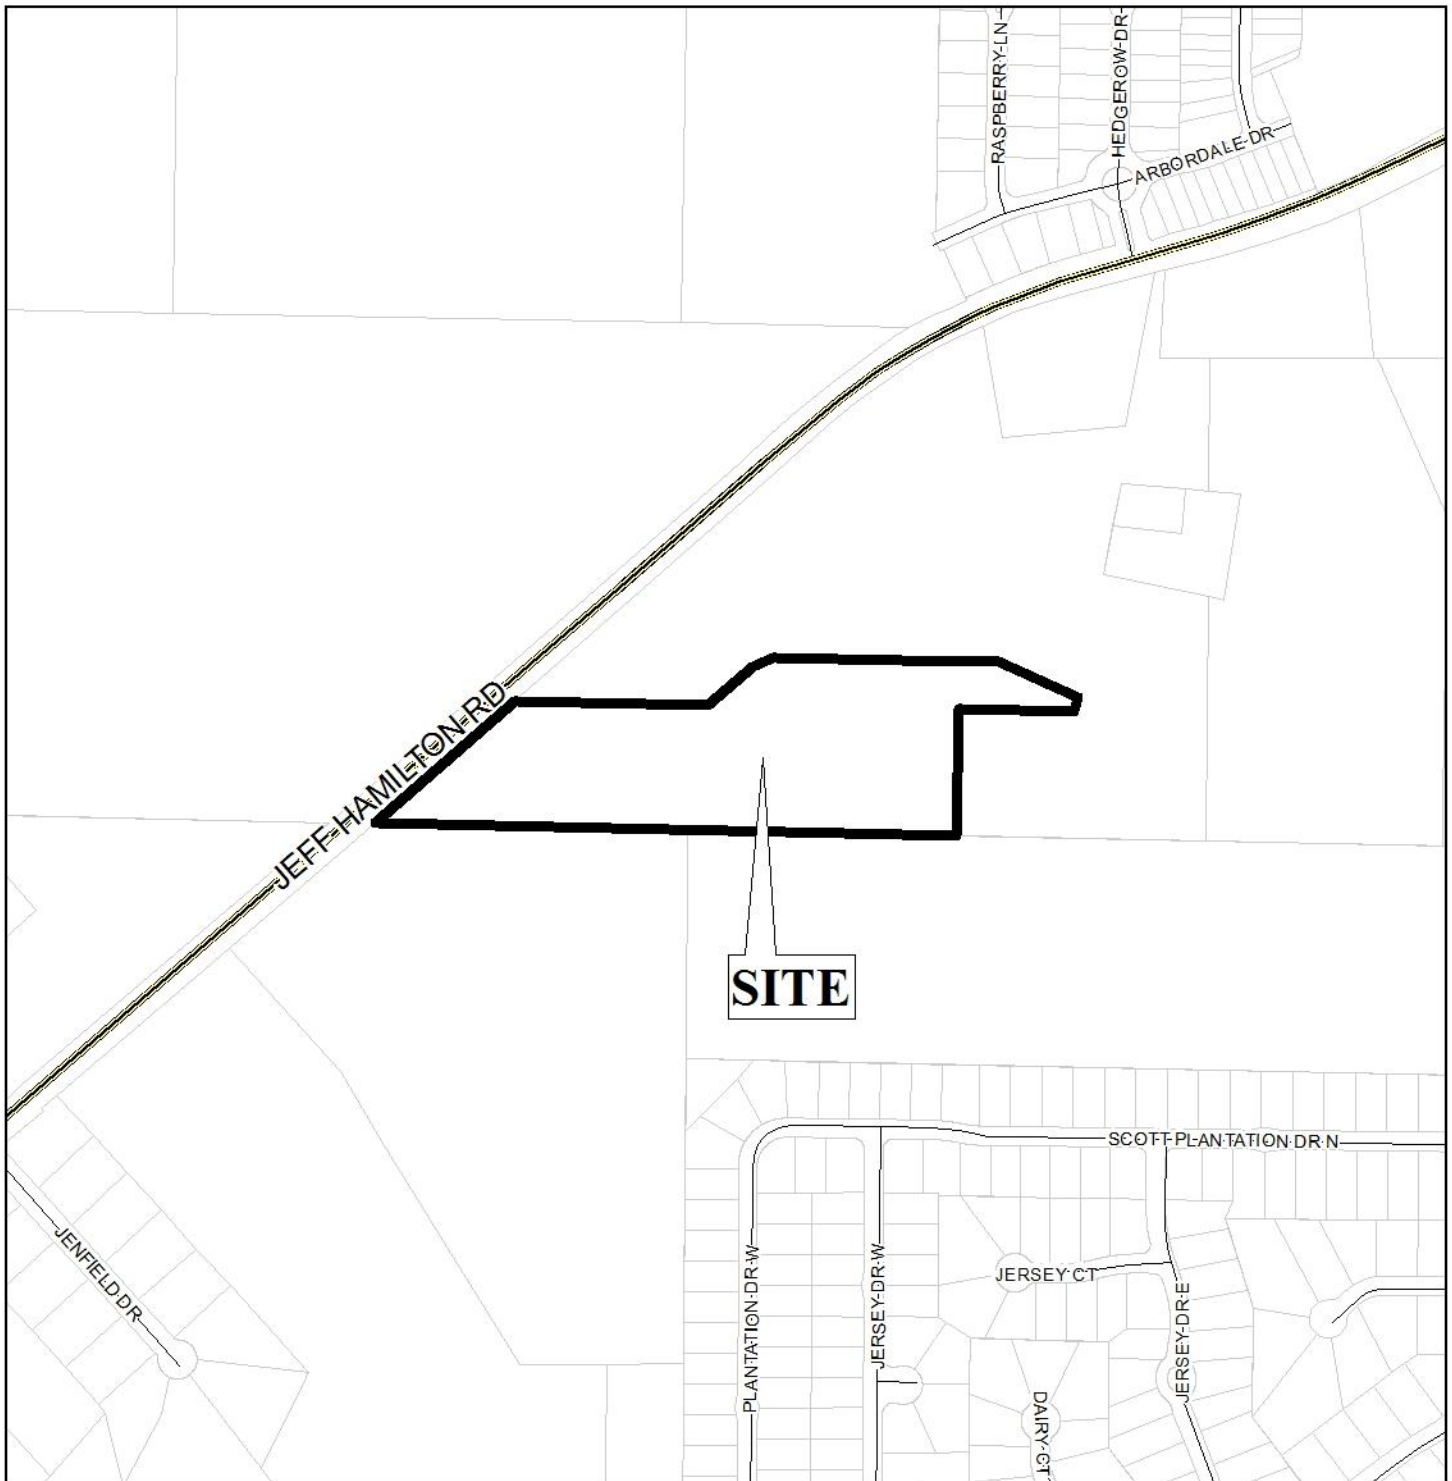 RASPBERRY LN
HEDGEROW DR
ARBORDALE DR
JEFF HAMILTON RD
SITE
SCOTT PLANTATION DR N
JENFIELD DR
PLANTATION DR W
JERSEY DR W
JERSEY CT
JERSEY DR E
DAIRY CT